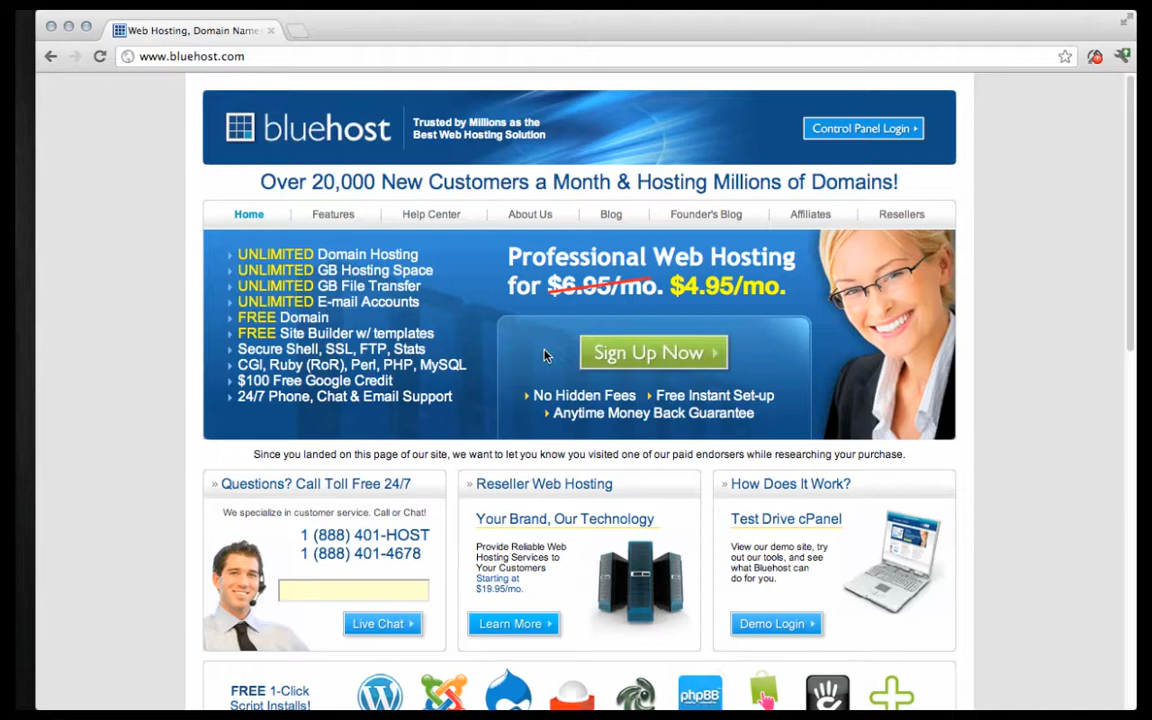 Web Hosting, Domain Name
www.bluehost.com
bluehost
Trusted by Millions as the
Best Web Hosting Solution
Control Panel Login
Over 20,000 New Customers a Month & Hosting Millions of Domains!
Home Features Help Center About Us Blog Founder's Blog Affiliates Resellers
UNLIMITED Domain Hosting
UNLIMITED GB Hosting Space
UNLIMITED GB File Transfer
UNLIMITED E-mail Accounts
FREE Domain
FREE Site Builder w/ templates
Secure Shell, SSL, FTP, Stats
CGI, Ruby (RoR), Perl, PHP, MySQL
$100 Free Google Credit
24/7 Phone, Chat & Email Support
Professional Web Hosting
for $6.95/mo. $4.95/mo.
Sign Up Now
No Hidden Fees Free Instant Set-up
Anytime Money Back Guarantee
Since you landed on this page of our site, we want to let you know you visited one of our paid endorsers while researching your purchase.
» Questions? Call Toll Free 24/7
We specialize in customer service. Call or Chat!
1 (888) 401-HOST
1 (888) 401-4678
Live Chat
» Reseller Web Hosting
Your Brand, Our Technology
Provide Reliable Web
Hosting Services to
Your Customers
Starting at
$19.95/mo.
Learn More
» How Does It Work?
Test Drive cPanel
View our demo site, try
out our tools, and see
what Bluehost can
do for you.
Demo Login
FREE 1-Click
Script Installs!
phpBB